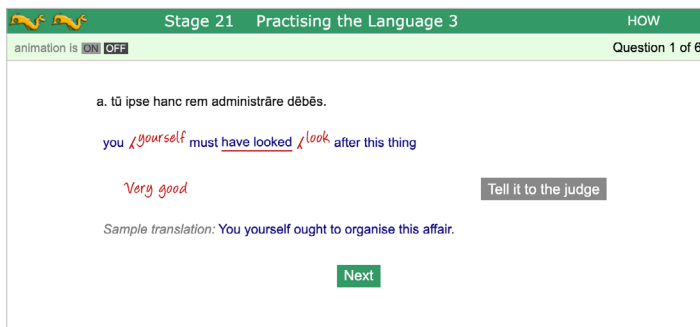 Stage 21 Practising the Language 3 HOW
animation is ON OFF Question 1 of 6
a. tū ipse hanc rem administrāre dēbēs.
you yourself must have looked look after this thing
Very good
Tell it to the judge
Sample translation: You yourself ought to organise this affair.
Next